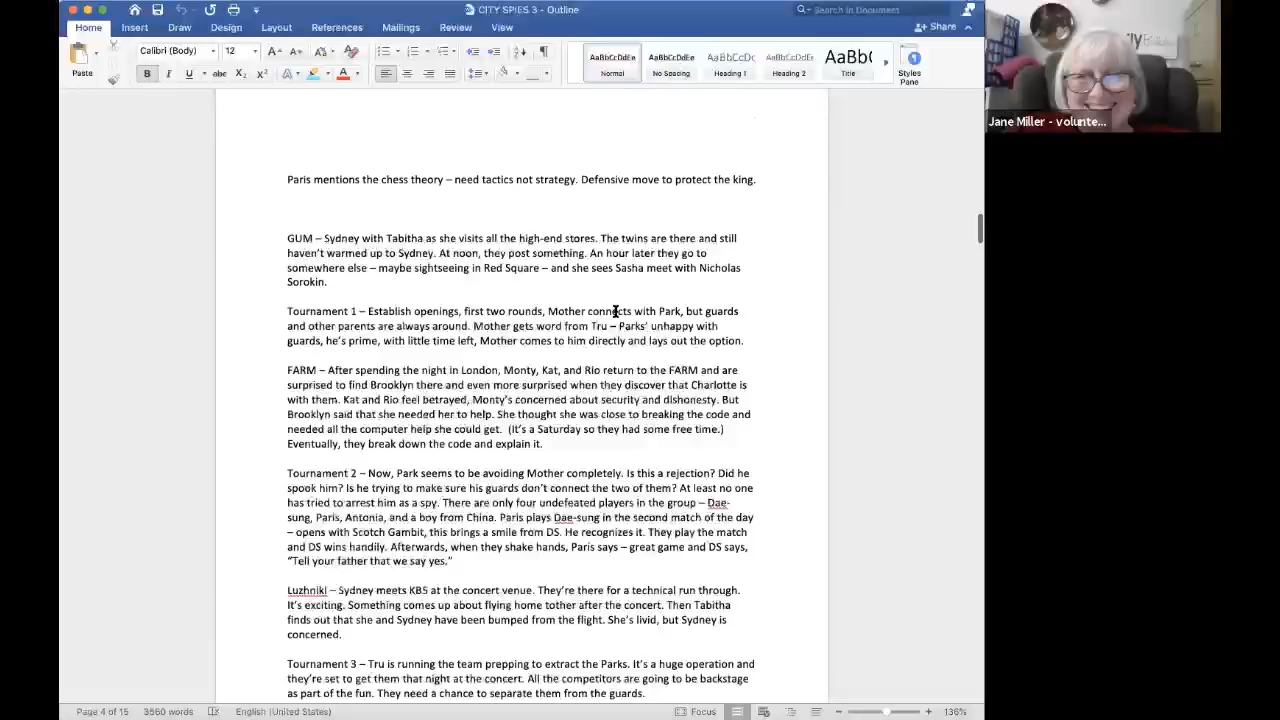 CITY SPIES 3 - Outline
Search in Document
Home Insert Draw Design Layout References Mailings Review View
Share
Paste
Calibri (Body) 12
AaBbCcDdEe AaBbCcDdEe AaBbCcDc AaBbCcDdEe AaBb(
Normal No Spacing Heading 1 Heading 2 Title
Styles
Pane
Jane Miller - volunte...
Paris mentions the chess theory – need tactics not strategy. Defensive move to protect the king.
GUM – Sydney with Tabitha as she visits all the high-end stores. The twins are there and still
haven't warmed up to Sydney. At noon, they post something. An hour later they go to
somewhere else – maybe sightseeing in Red Square – and she sees Sasha meet with Nicholas
Sorokin.
Tournament 1 – Establish openings, first two rounds, Mother connects with Park, but guards
and other parents are always around. Mother gets word from Tru – Parks' unhappy with
guards, he's prime, with little time left, Mother comes to him directly and lays out the option.
FARM – After spending the night in London, Monty, Kat, and Rio return to the FARM and are
surprised to find Brooklyn there and even more surprised when they discover that Charlotte is
with them. Kat and Rio feel betrayed, Monty's concerned about security and dishonesty. But
Brooklyn said that she needed her to help. She thought she was close to breaking the code and
needed all the computer help she could get. (It's a Saturday so they had some free time.)
Eventually, they break down the code and explain it.
Tournament 2 – Now, Park seems to be avoiding Mother completely. Is this a rejection? Did he
spook him? Is he trying to make sure his guards don't connect the two of them? At least no one
has tried to arrest him as a spy. There are only four undefeated players in the group – Dae-
sung, Paris, Antonia, and a boy from China. Paris plays Dae-sung in the second match of the day
– opens with Scotch Gambit, this brings a smile from DS. He recognizes it. They play the match
and DS wins handily. Afterwards, when they shake hands, Paris says – great game and DS says,
"Tell your father that we say yes."
Luzhniki – Sydney meets KB5 at the concert venue. They're there for a technical run through.
It's exciting. Something comes up about flying home tother after the concert. Then Tabitha
finds out that she and Sydney have been bumped from the flight. She's livid, but Sydney is
concerned.
Tournament 3 – Tru is running the team prepping to extract the Parks. It's a huge operation and
they're set to get them that night at the concert. All the competitors are going to be backstage
as part of the fun. They need a chance to separate them from the guards.
Page 4 of 15 3560 words English (United States) Focus 136%